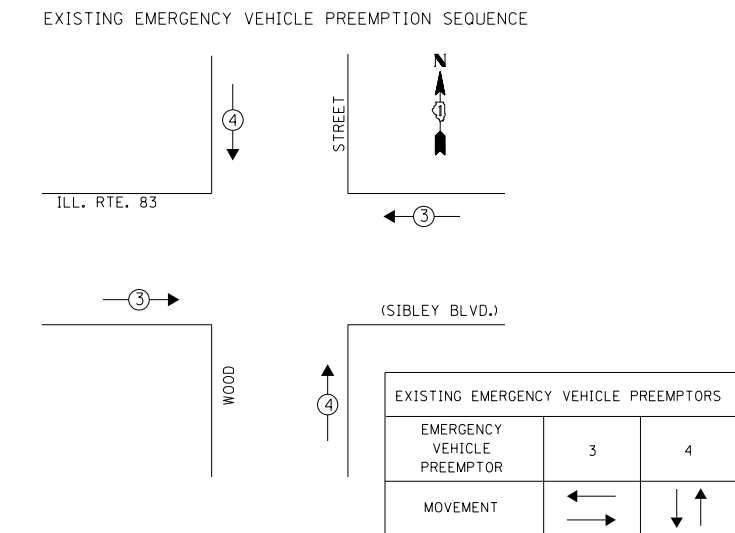 EXISTING EMERGENCY VEHICLE PREEMPTION SEQUENCE
N
4
STREET
1
ILL. RTE. 83
3
3
(SIBLEY BLVD.)
WOOD
4
EXISTING EMERGENCY VEHICLE PREEMPTORS
EMERGENCY
VEHICLE
PREEMPTOR
3
4
MOVEMENT